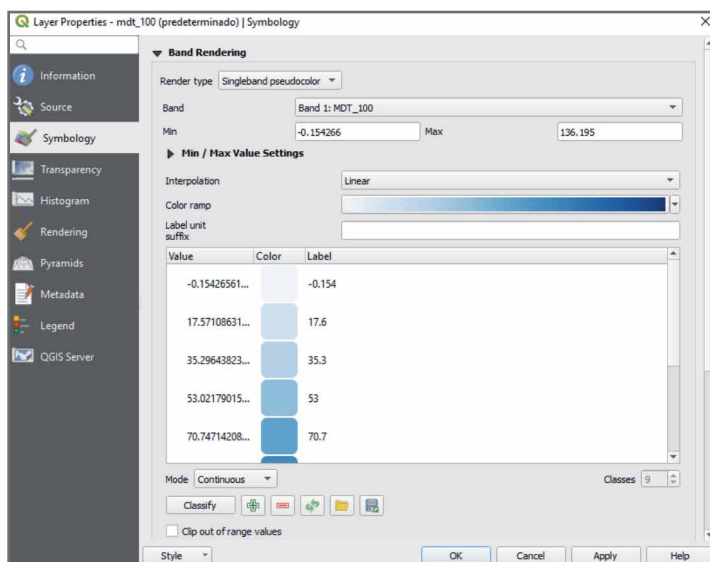 Layer Properties - mdt_100 (predeterminado) | Symbology
Information
Source
Symbology
Transparency
Histogram
Rendering
Pyramids
Metadata
Legend
QGIS Server
Band Rendering
Render type Singleband pseudocolor
Band Band 1: MDT_100
Min -0.154266 Max 136.195
Min / Max Value Settings
Interpolation Linear
Color ramp
Label unit
suffix
Value Color Label
-0.15426561... -0.154
17.57108631... 17.6
35.29643823... 35.3
53.02179015... 53
70.74714208... 70.7
Mode Continuous Classes 9
Classify
Clip out of range values
Style OK Cancel Apply Help